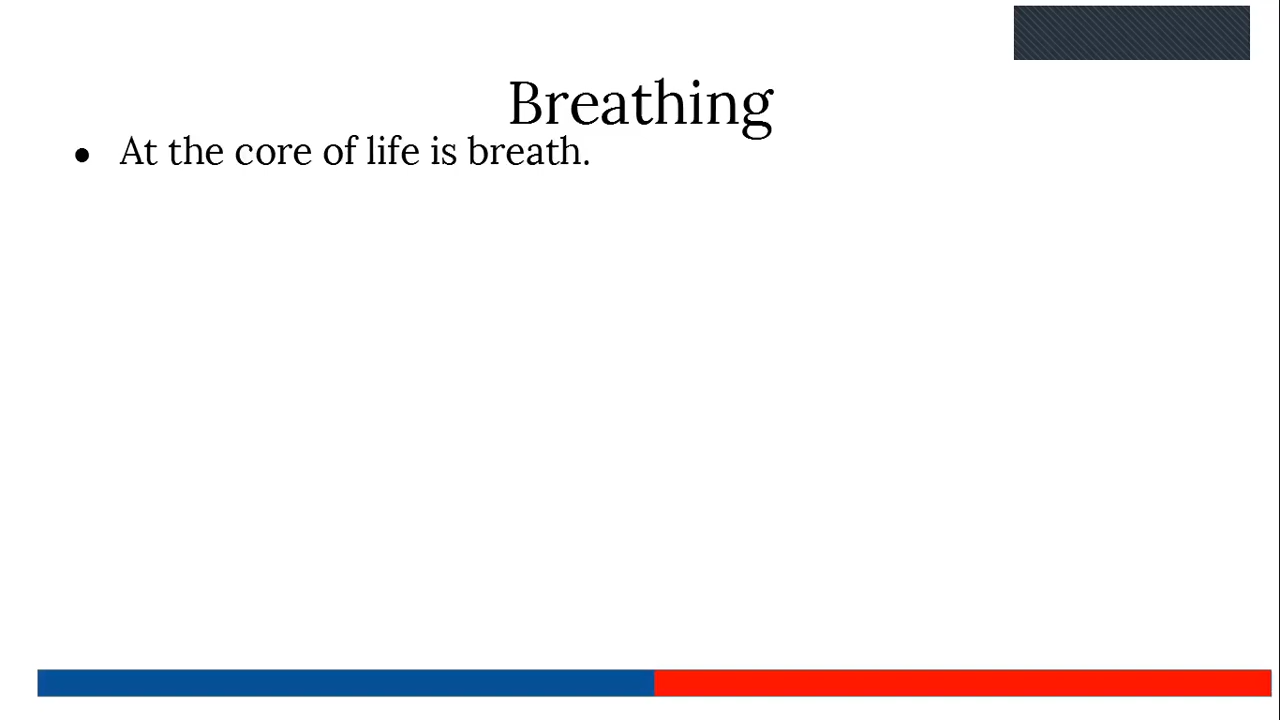 Breathing
● At the core of life is breath.